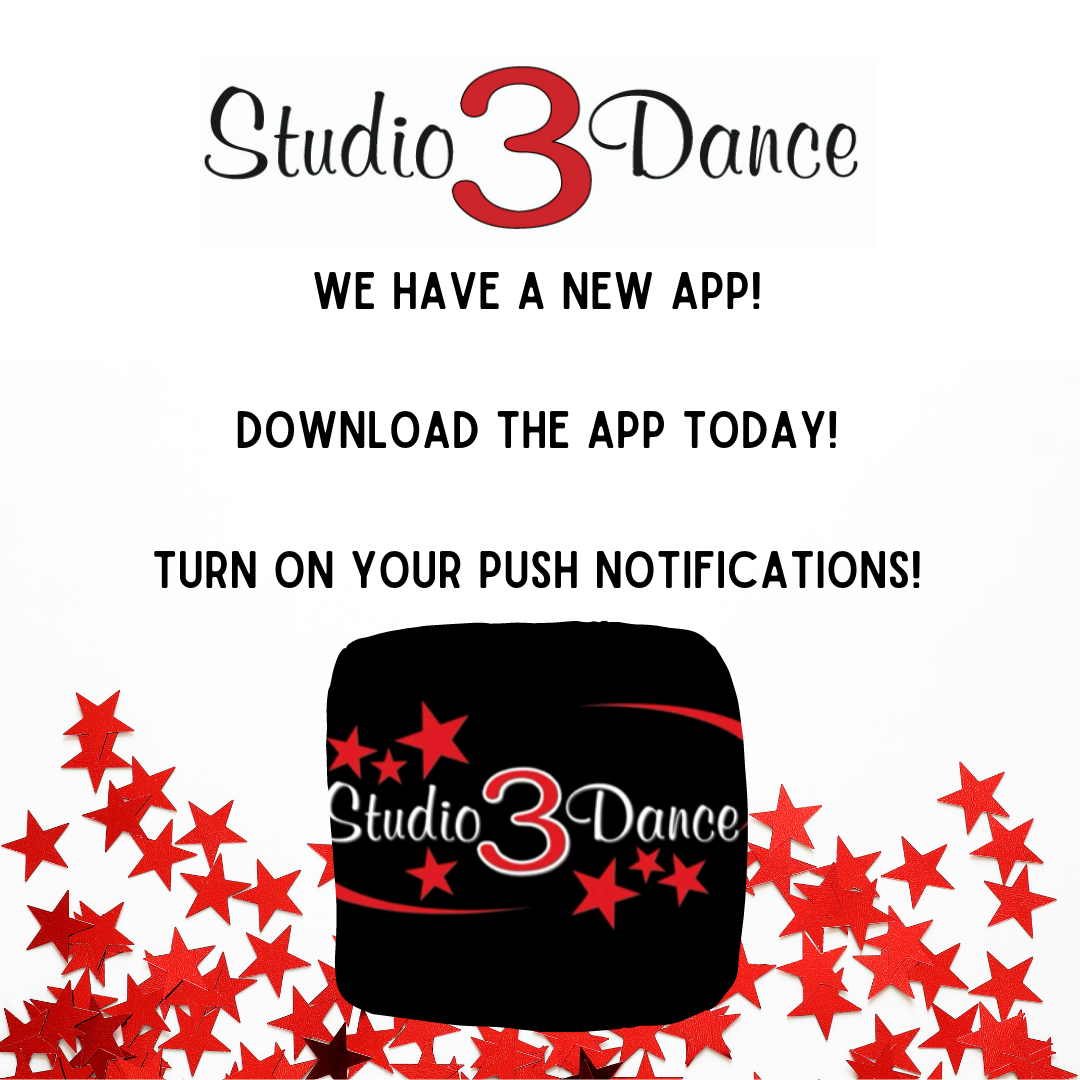 Studio 3 Dance
WE HAVE A NEW APP!
DOWNLOAD THE APP TODAY!
TURN ON YOUR PUSH NOTIFICATIONS!
Studio 3 Dance